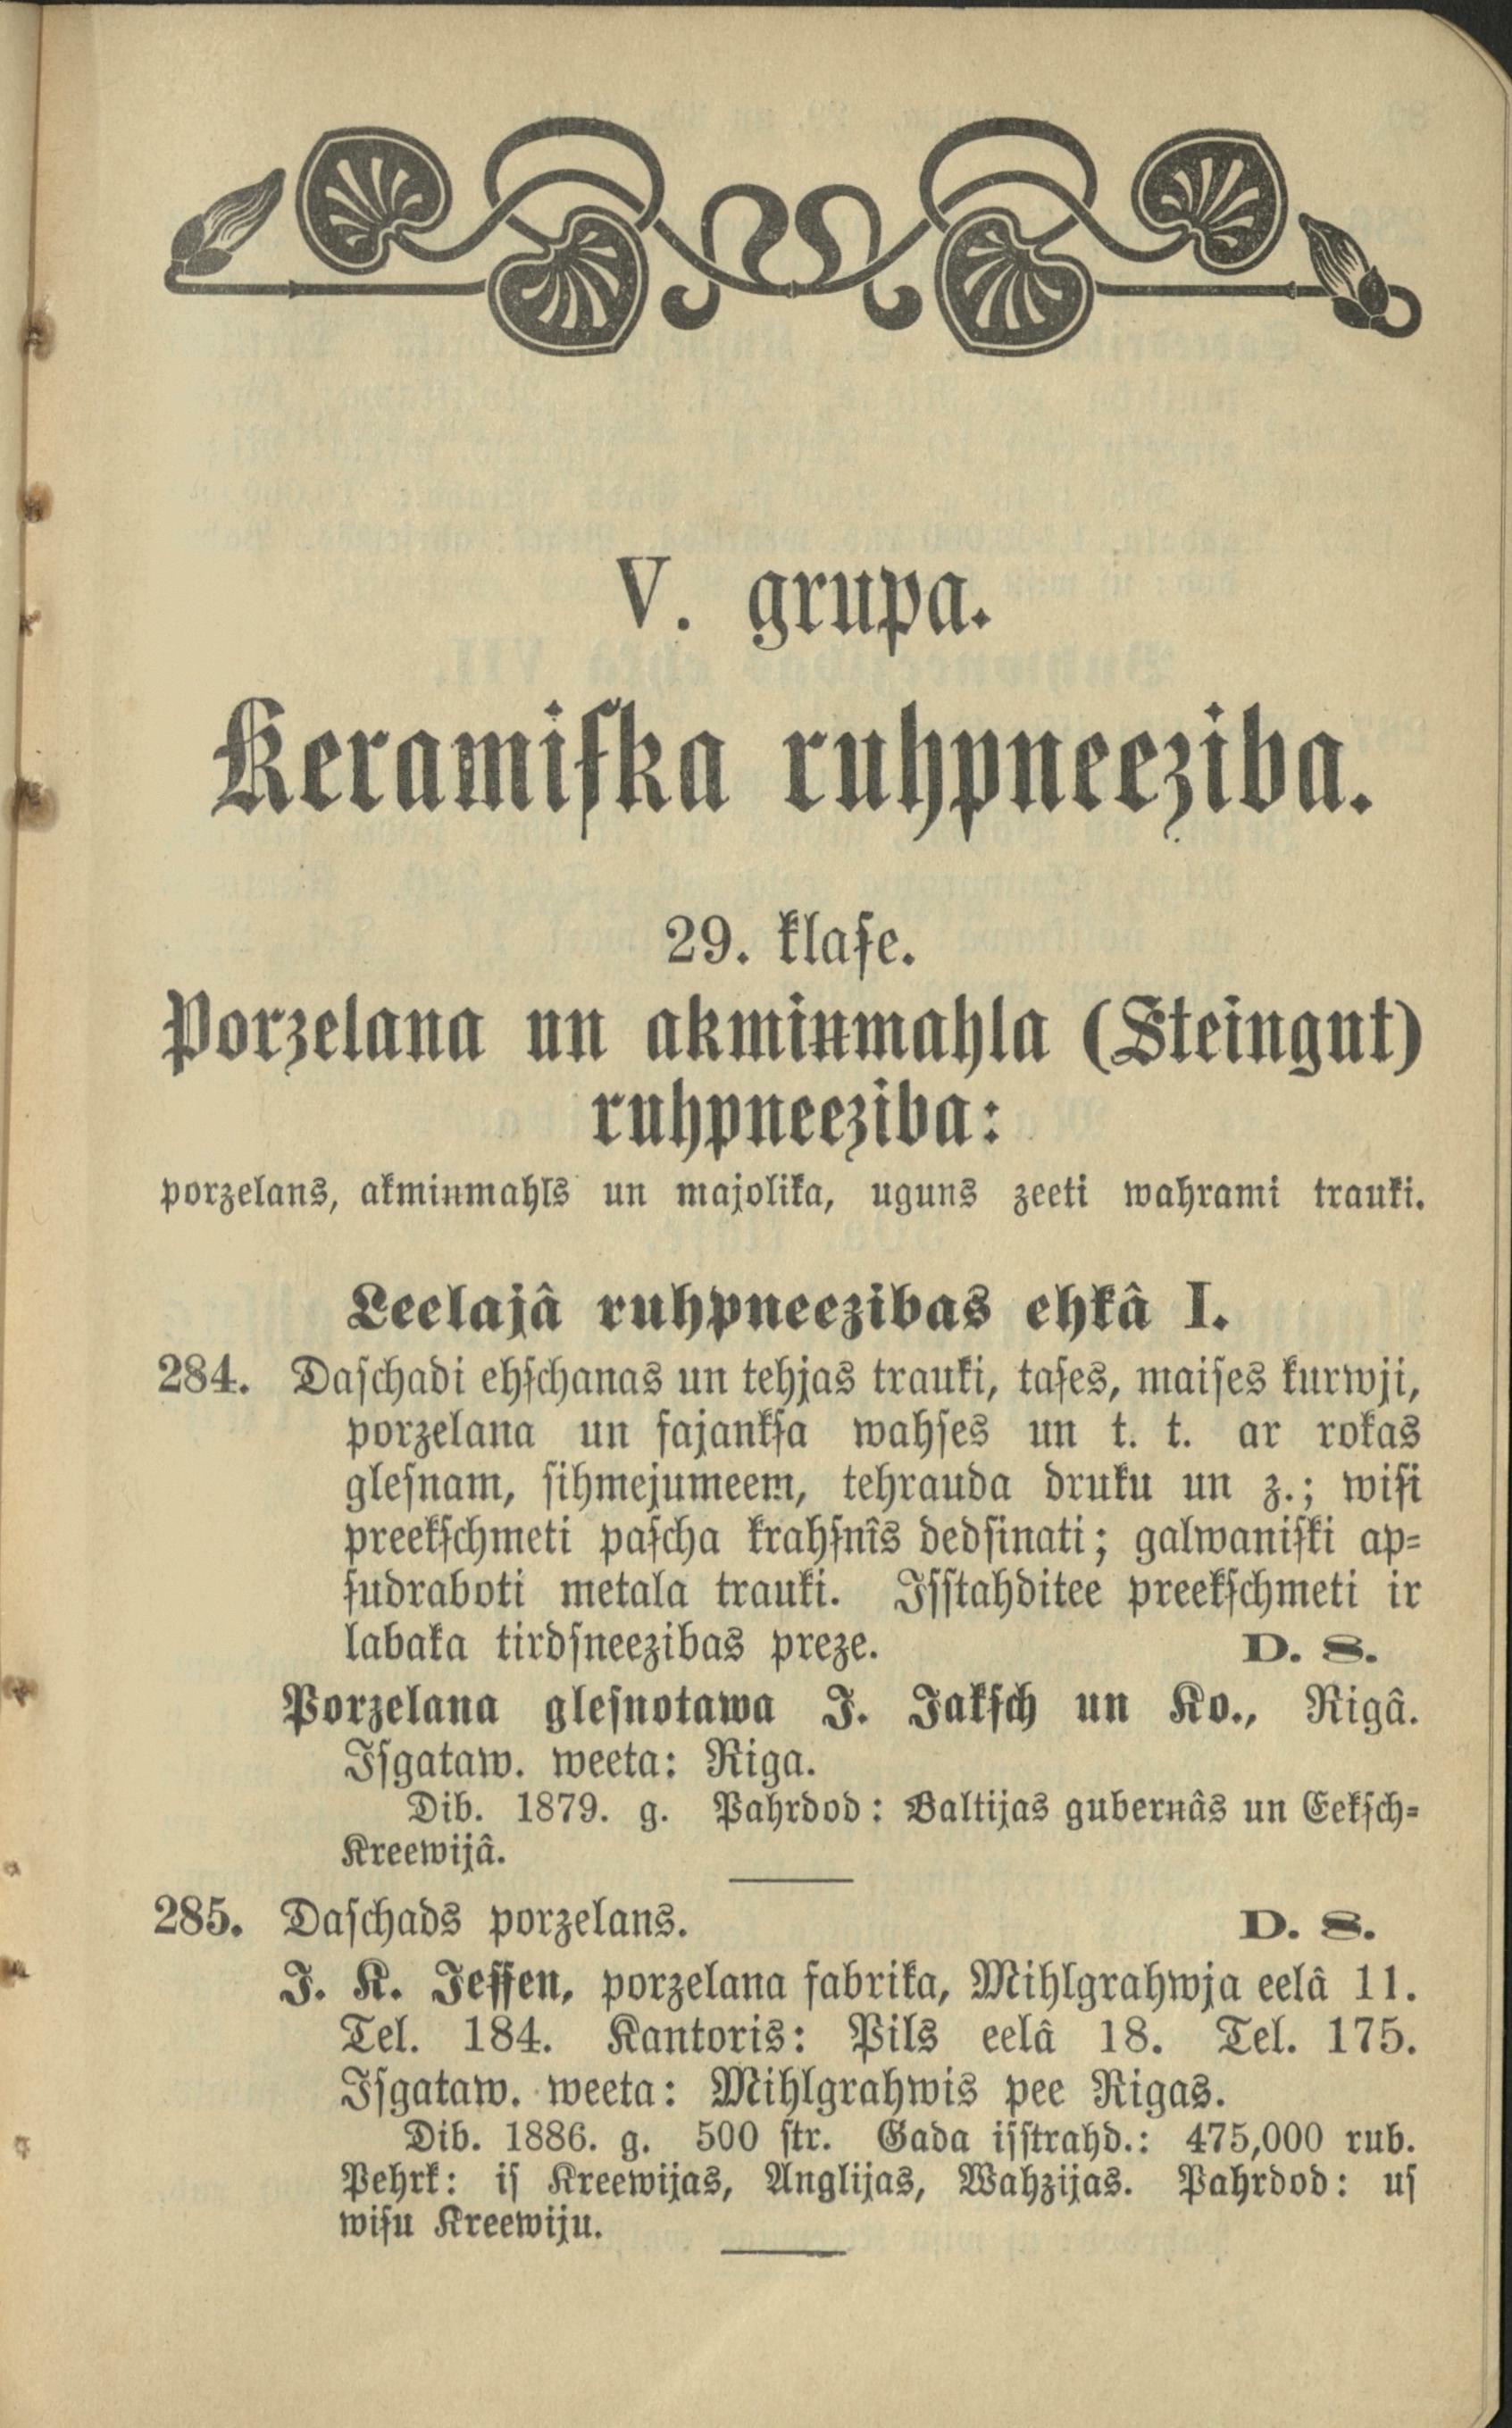 V. grupa.
Keramiſka ruhpneeziba.
29. klaſe.
Porzelana un akmiņmahla (Steingut)
ruhpneeziba:
porzelans, akmiņmahls un majolika, uguns zeeti wahrami trauki.
Leelajâ ruhpneezibas ehkâ I.
284. Daſchadi ehſchanas un tehjas trauki, taſes, maiſes kurwji,
porzelana un fajankſa wahſes un t. t. ar rokas
gleſnam, ſihmejumeem, tehrauda druku un z.; wiſi
preekſchmeti paſcha krahſnîs dedſinati; galwaniſki ap-
ſudraboti metala trauki. Iſſtahditee preekſchmeti ir
labaka tirdſneezibas preze. D. S.
Porzelana gleſnotawa J. Jakſch un Ko., Rigâ.
Iſgataw. weeta: Riga.
Dib. 1879. g. Pahrdod: Baltijas guberņâs un Eekſch-
Kreewijâ.
285. Daſchads porzelans. D. S.
J. K. Jeſſen, porzelana fabrika, Mihlgrahwja eelâ 11.
Tel. 184. Kantoris: Pils eelâ 18. Tel. 175.
Iſgataw. weeta: Mihlgrahwis pee Rigas.
Dib. 1886. g. 500 ſtr. Gada iſſtrahd.: 475,000 rub.
Pehrk: iſ Kreewijas, Anglijas, Wahzijas. Pahrdod: uſ
wiſu Kreewiju.